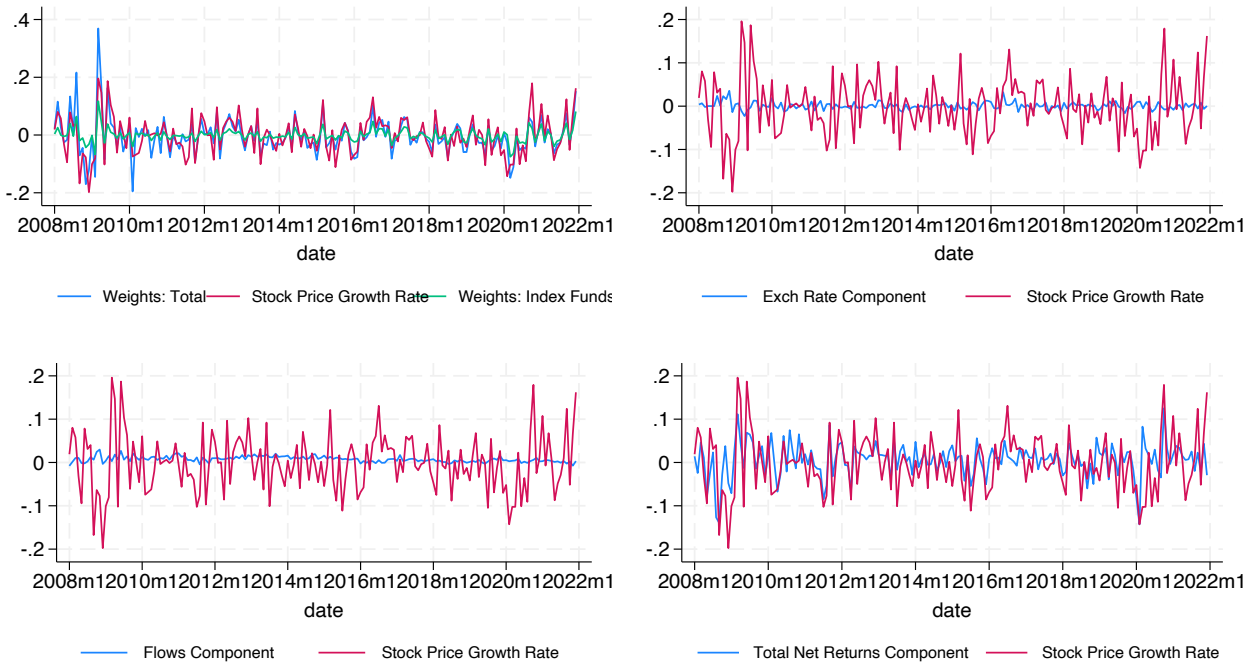 .4
.2
0
-.2
2008m1 2010m1 2012m1 2014m1 2016m1 2018m1 2020m1 2022m1
date
Weights: Total Stock Price Growth Rate Weights: Index Funds
.2
.1
0
-.1
-.2
2008m1 2010m1 2012m1 2014m1 2016m1 2018m1 2020m1 2022m1
date
Exch Rate Component Stock Price Growth Rate
.2
.1
0
-.1
-.2
2008m1 2010m1 2012m1 2014m1 2016m1 2018m1 2020m1 2022m1
date
Flows Component Stock Price Growth Rate
.2
.1
0
-.1
-.2
2008m1 2010m1 2012m1 2014m1 2016m1 2018m1 2020m1 2022m1
date
Total Net Returns Component Stock Price Growth Rate